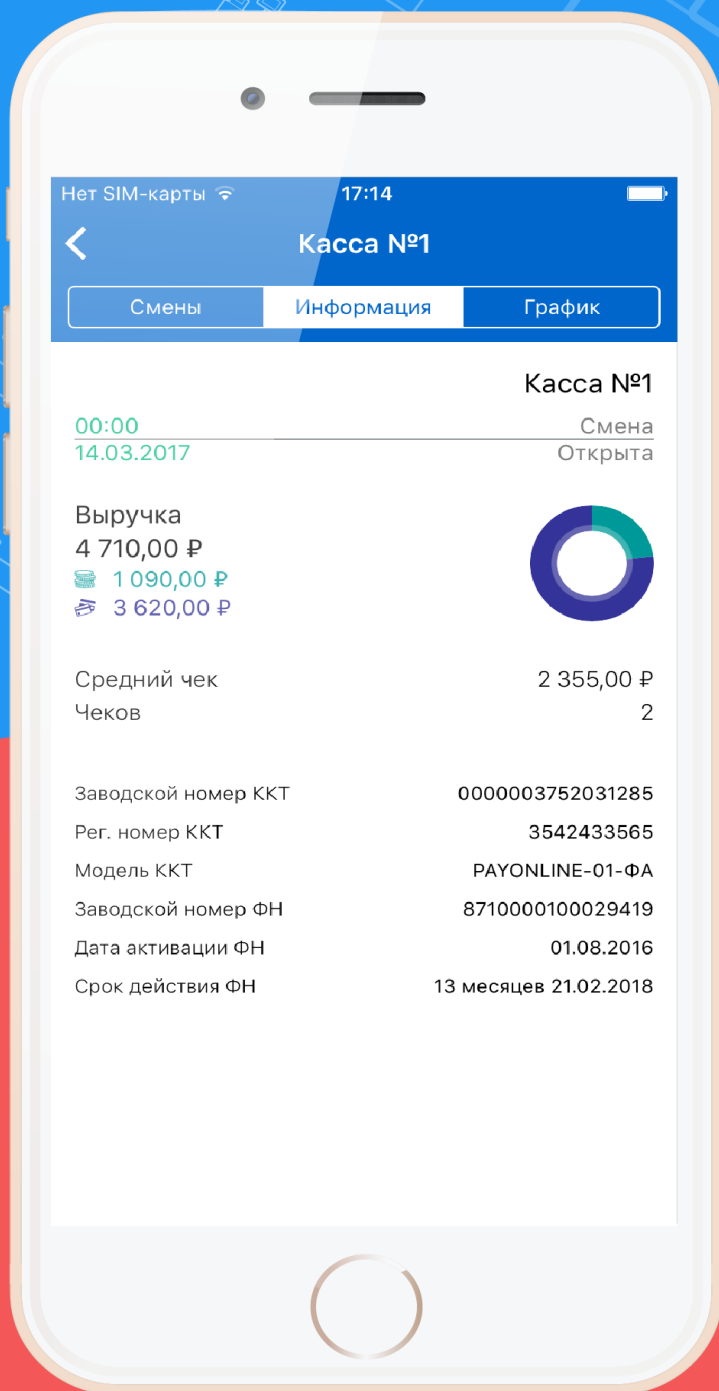 Нет SIM-карты 17:14
Касса №1
Смены Информация График
Касса №1
00:00 Смена
14.03.2017 Открыта
Выручка
4 710,00 ₽
1 090,00 ₽
3 620,00 ₽
Средний чек 2 355,00 ₽
Чеков 2
Заводской номер ККТ 0000003752031285
Рег. номер ККТ 3542433565
Модель ККТ PAYONLINE-01-ФА
Заводской номер ФН 8710000100029419
Дата активации ФН 01.08.2016
Срок действия ФН 13 месяцев 21.02.2018